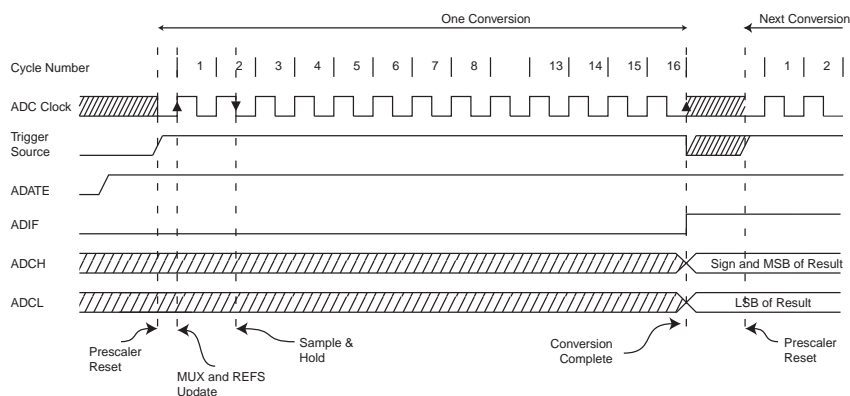 One Conversion
Next Conversion
Cycle Number
1 2 3 4 5 6 7 8 13 14 15 16 1 2
ADC Clock
Trigger
Source
ADATE
ADIF
ADCH
Sign and MSB of Result
ADCL
LSB of Result
Prescaler
Reset
MUX and REFS
Update
Sample &
Hold
Conversion
Complete
Prescaler
Reset